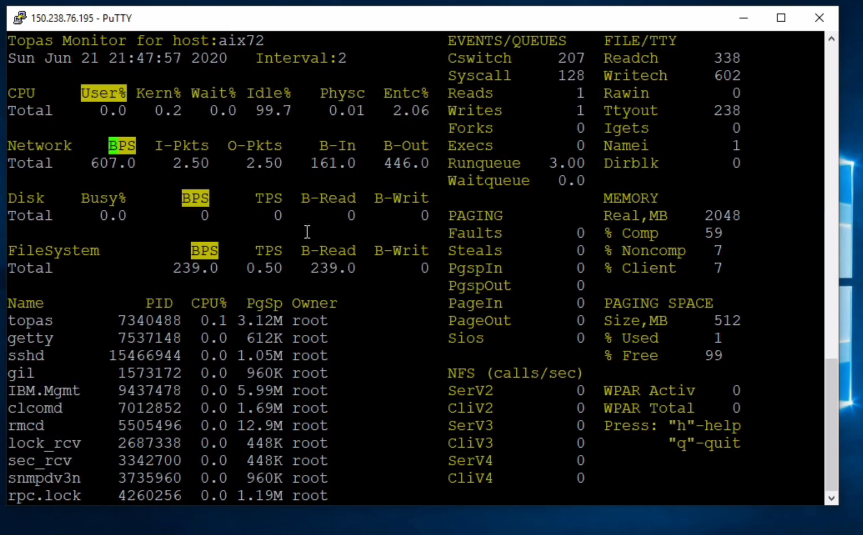 150.238.76.195 - PuTTY
Topas Monitor for host:aix72 EVENTS/QUEUES FILE/TTY
Sun Jun 21 21:47:57 2020 Interval:2 Cswitch 207 Readch 338
Syscall 128 Writech 602
CPU User% Kern% Wait% Idle% Physc Entc% Reads 1 Rawin 0
Total 0.0 0.2 0.0 99.7 0.01 2.06 Writes 1 Ttyout 238
Forks 0 Igets 0
Network BPS I-Pkts O-Pkts B-In B-Out Execs 0 Namei 1
Total 607.0 2.50 2.50 161.0 446.0 Runqueue 3.00 Dirblk 0
Waitqueue 0.0
Disk Busy% BPS TPS B-Read B-Writ MEMORY
Total 0.0 0 0 0 0 PAGING Real,MB 2048
Faults 0 % Comp 59
FileSystem BPS TPS B-Read B-Writ Steals 0 % Noncomp 7
Total 239.0 0.50 239.0 0 PgspIn 0 % Client 7
PgspOut 0
Name PID CPU% PgSp Owner PageIn 0 PAGING SPACE
topas 7340488 0.1 3.12M root PageOut 0 Size,MB 512
getty 7537148 0.0 612K root Sios 0 % Used 1
sshd 15466944 0.0 1.05M root % Free 99
gil 1573172 0.0 960K root NFS (calls/sec)
IBM.Mgmt 9437478 0.0 5.99M root SerV2 0 WPAR Activ 0
clcomd 7012852 0.0 1.69M root CliV2 0 WPAR Total 0
rmcd 5505496 0.0 12.9M root SerV3 0 Press: "h"-help
lock_rcv 2687338 0.0 448K root CliV3 0 "q"-quit
sec_rcv 3342700 0.0 448K root SerV4 0
snmpdv3n 3735960 0.0 960K root CliV4 0
rpc.lock 4260256 0.0 1.19M root